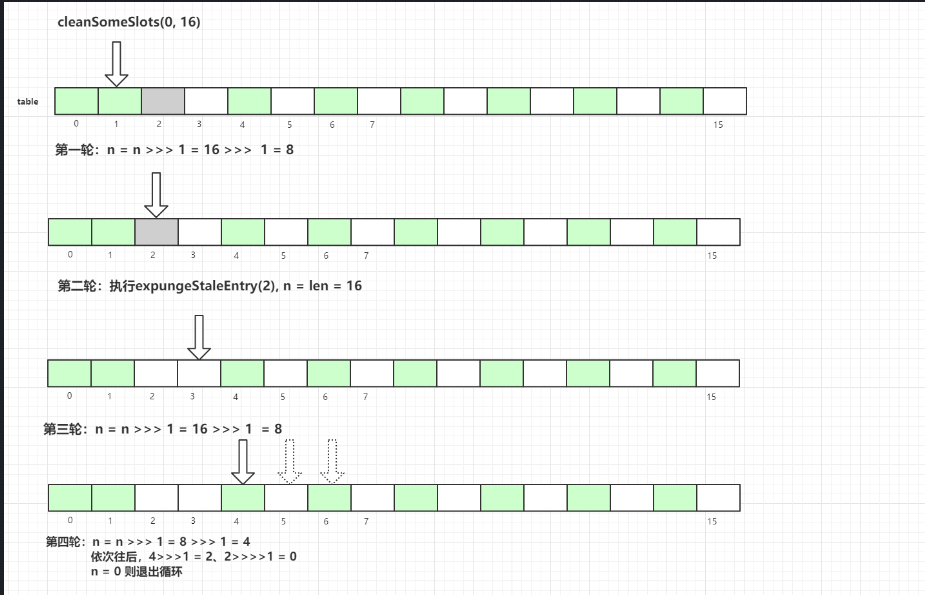 cleanSomeSlots(0, 16)
table
0 1 2 3 4 5 6 7 15
第一轮：n = n >>> 1 = 16 >>> 1 = 8
0 1 2 3 4 5 6 7 15
第二轮：执行expungeStaleEntry(2), n = len = 16
0 1 2 3 4 5 6 7 15
第三轮：n = n >>> 1 = 16 >>> 1 = 8
0 1 2 3 4 5 6 7 15
第四轮：n = n >>> 1 = 8 >>> 1 = 4
依次往后，4>>>1 = 2、2>>>>1 = 0
n = 0 则退出循环